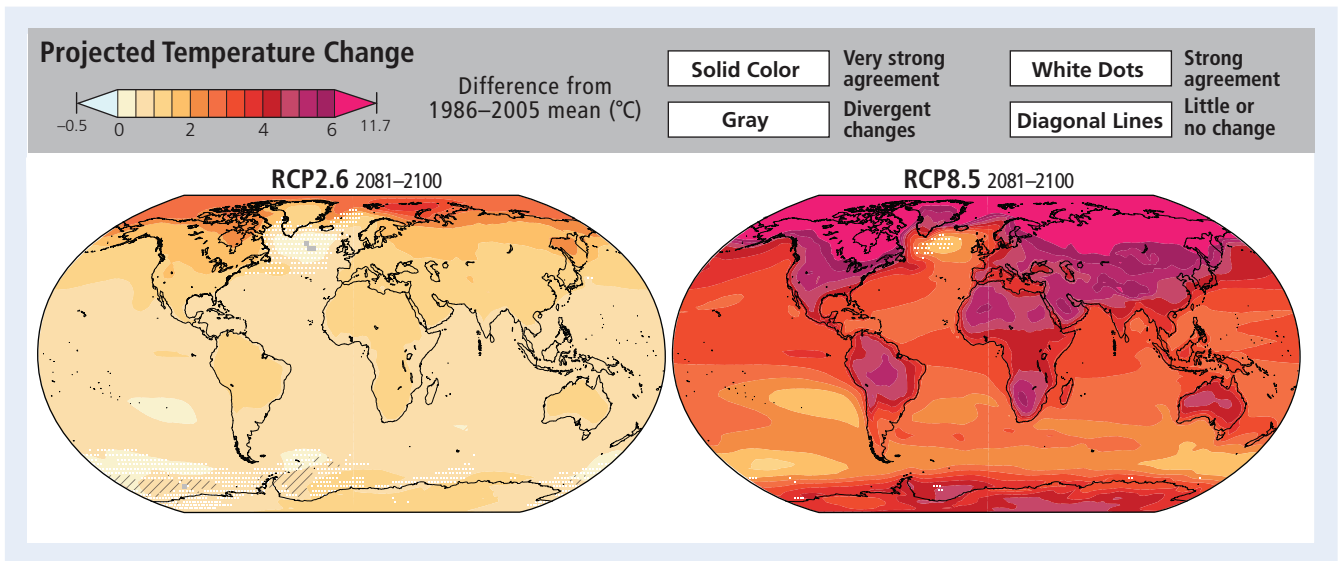 Projected Temperature Change
−0.5 0 2 4 6 11.7
Difference from
1986–2005 mean (°C)
Solid Color
Very strong
agreement
White Dots
Strong
agreement
Gray
Divergent
changes
Diagonal Lines
Little or
no change
RCP2.6 2081–2100
RCP8.5 2081–2100